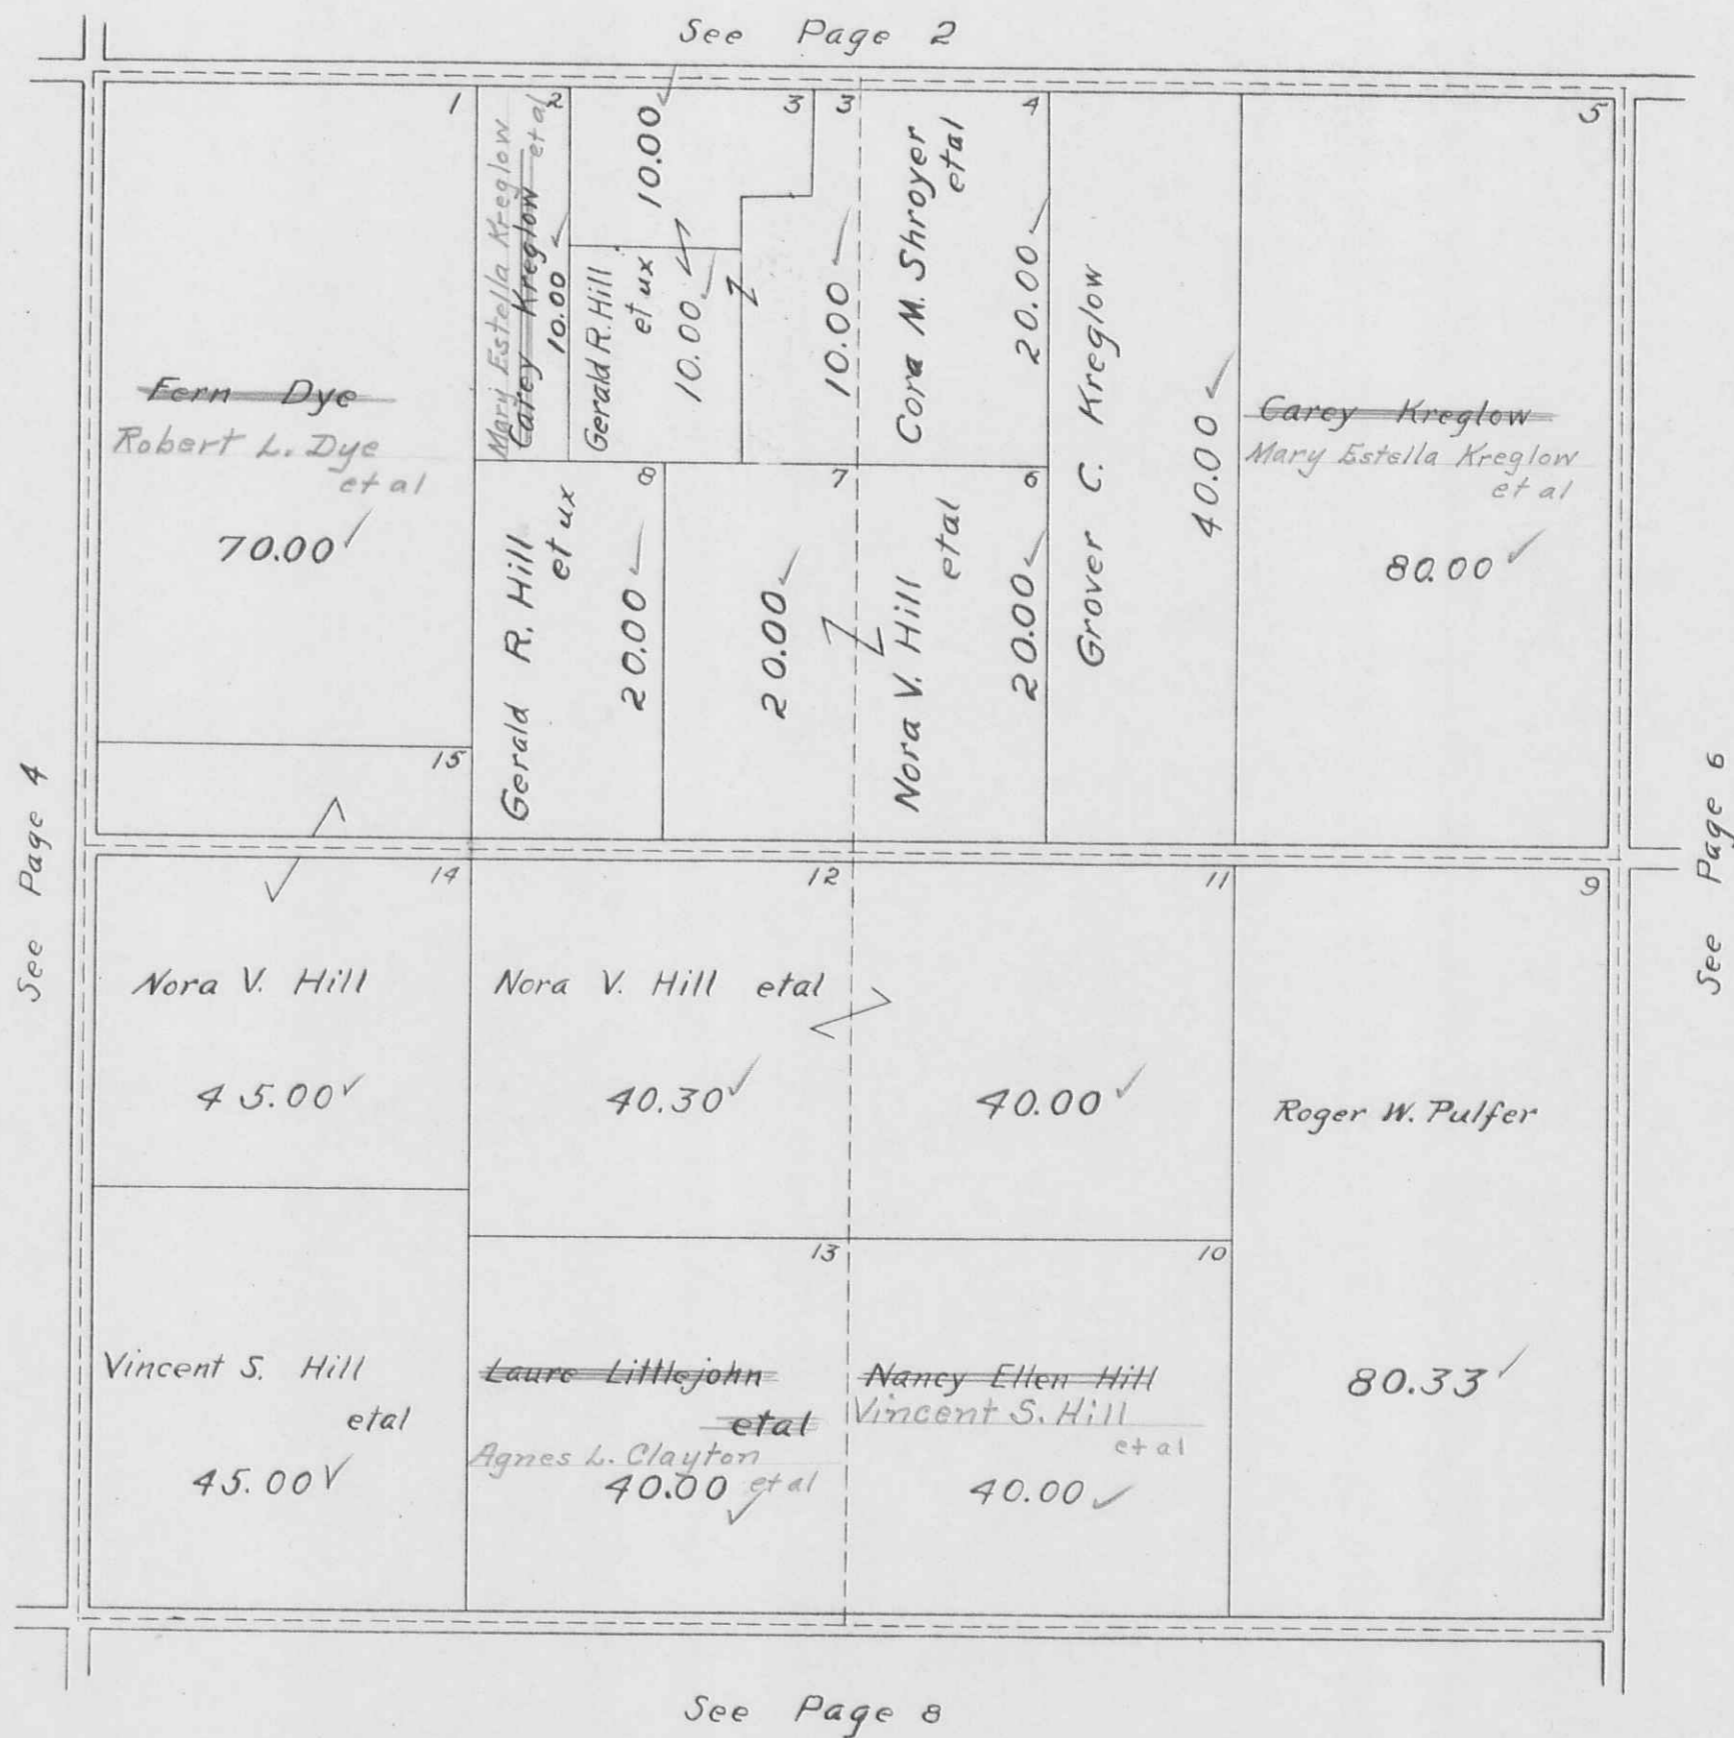 See Page 2
1
Fern Dye
Robert L. Dye
et al
70.00
2
Mary Estella Kreglow
et al
Carey Kreglow
10.00
3
10.00
Gerald R. Hill
et ux
10.00
3
10.00
4
Cora M. Shroyer
etal
20.00
Grover C. Kreglow
40.00
5
Carey Kreglow
Mary Estella Kreglow
et al
80.00
8
Gerald R. Hill
et ux
20.00
7
20.00
6
Nora V. Hill
etal
20.00
15
See Page 4
See Page 6
14
Nora V. Hill
45.00
12
Nora V. Hill etal
40.30
11
40.00
9
Roger W. Pulfer
80.33
Vincent S. Hill
etal
45.00
13
Laure Littlejohn
etal
Agnes L. Clayton
et al
40.00
10
Nancy Ellen Hill
Vincent S. Hill
et al
40.00
See Page 8